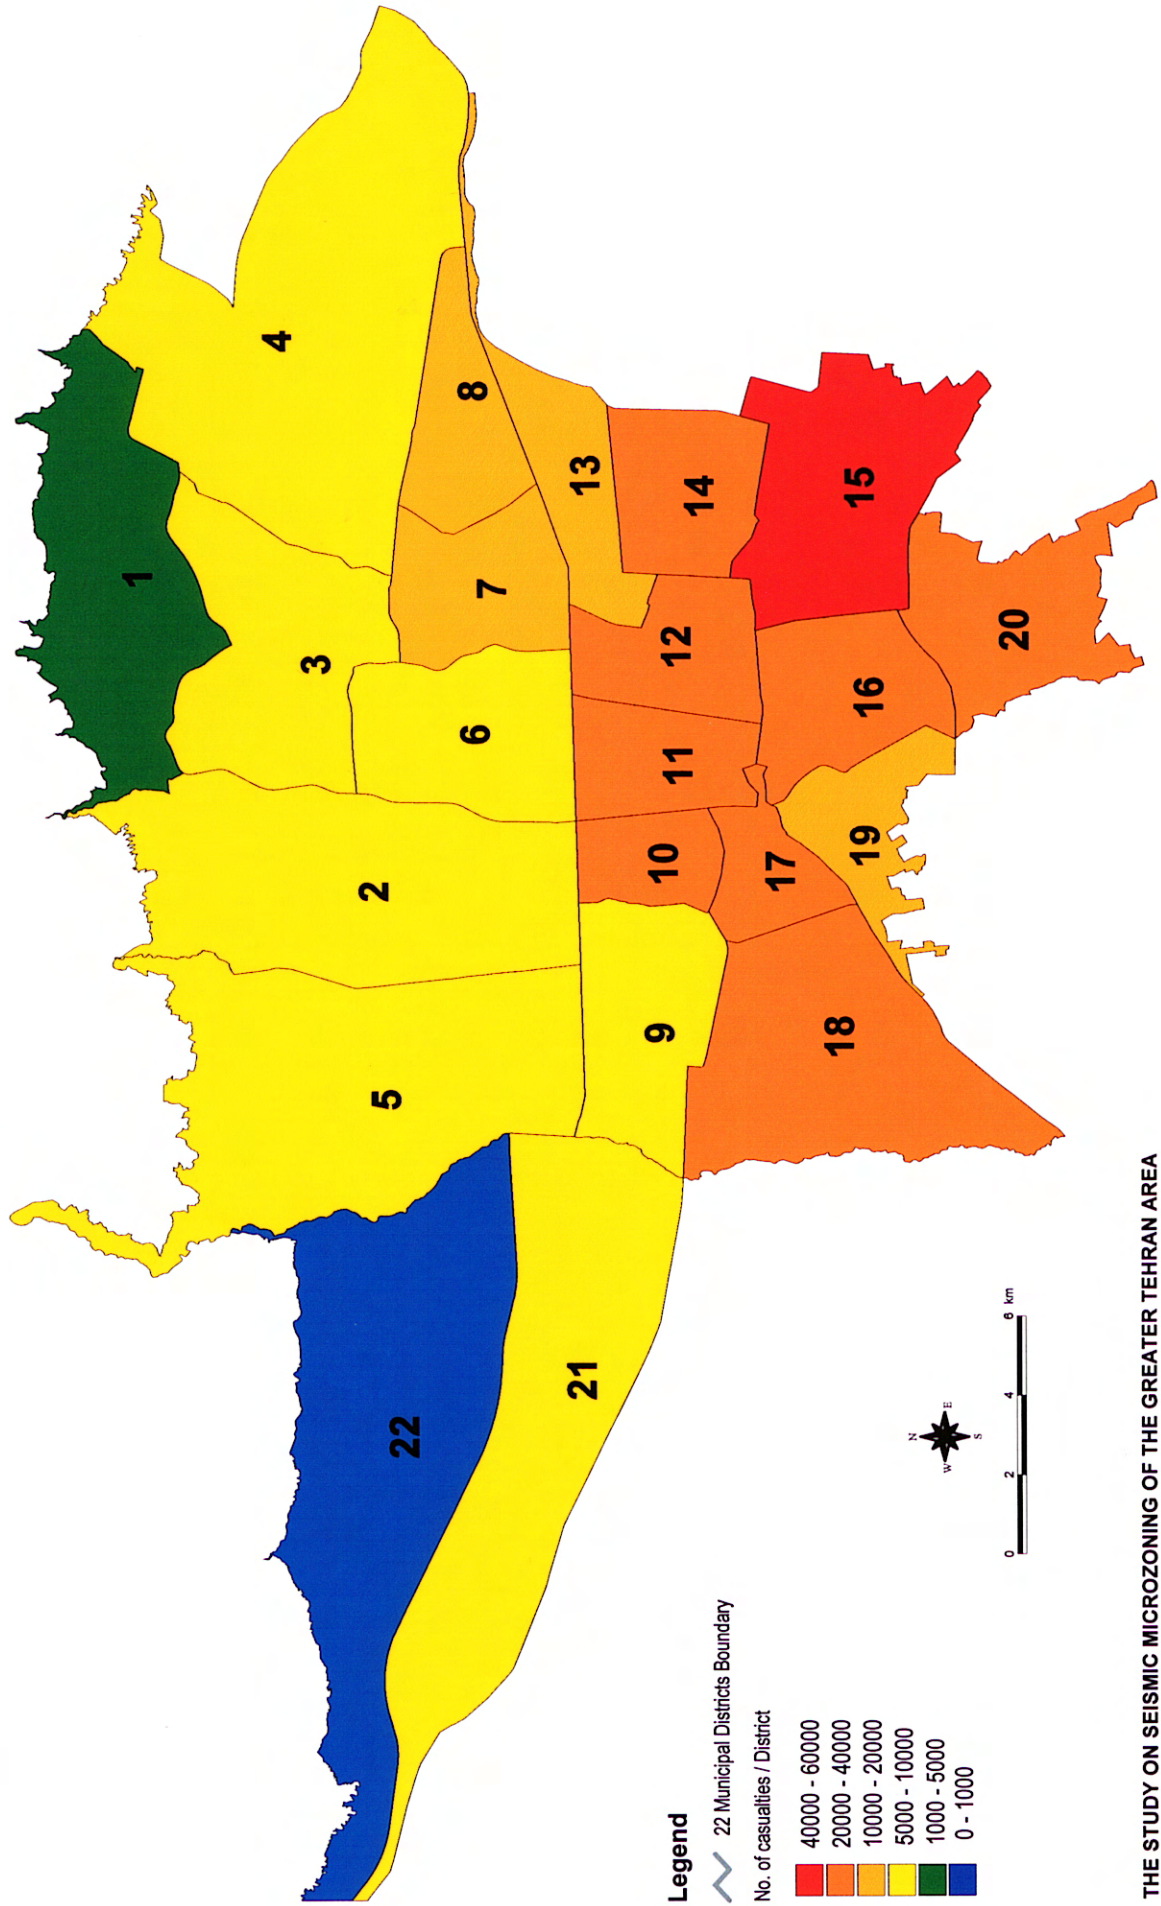 1
2
3
4
5
6
7
8
9
10
11
12
13
14
15
16
17
18
19
20
21
22
N
W
E
S
0 2 4 6 km
Legend
22 Municipal Districts Boundary
No. of casualties / District
40000 - 60000
20000 - 40000
10000 - 20000
5000 - 10000
1000 - 5000
0 - 1000
THE STUDY ON SEISMIC MICROZONING OF THE GREATER TEHRAN AREA